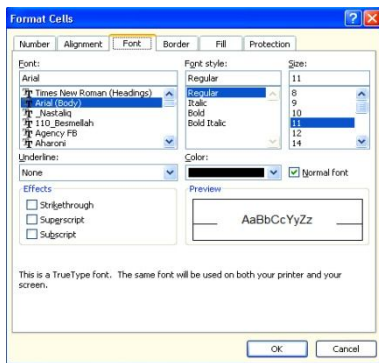 Format Cells
Number Alignment Font Border Fill Protection
Font: Font style: Size:
Arial Regular 11
Times New Roman (Headings) Regular 8
Arial (Body) Italic 9
_Nastaliq Bold 10
110_Besmellah Bold Italic 11
Agency FB 12
Aharoni 14
Underline: Color:
None Normal font
Effects Preview
Strikethrough
Superscript AaBbCcYyZz
Subscript
This is a TrueType font. The same font will be used on both your printer and your
screen.
OK Cancel